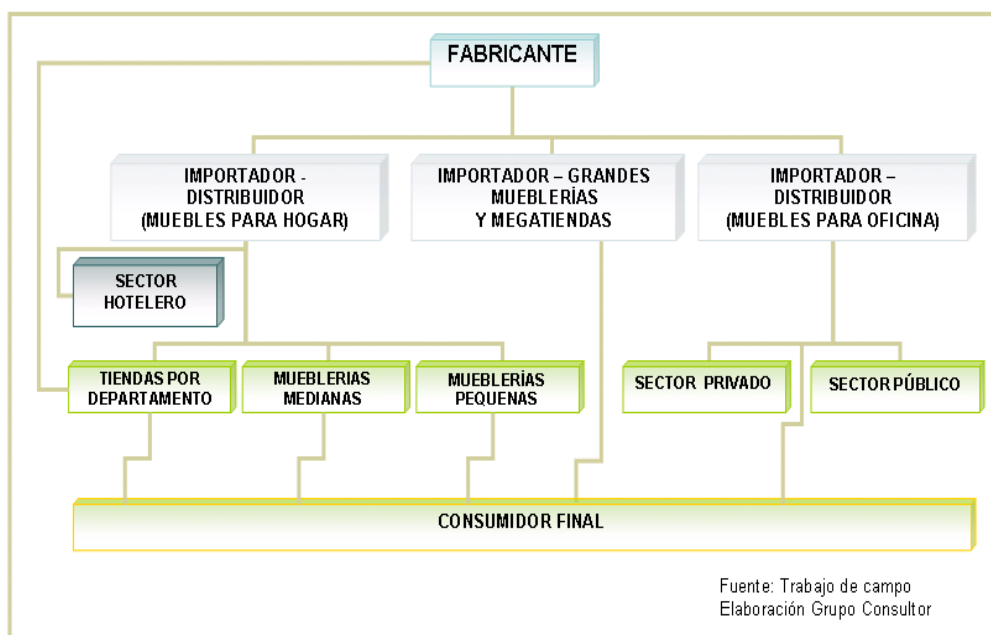 FABRICANTE
IMPORTADOR -
DISTRIBUIDOR
(MUEBLES PARA HOGAR)
IMPORTADOR – GRANDES
MUEBLERÍAS
Y MEGATIENDAS
IMPORTADOR –
DISTRIBUIDOR
(MUEBLES PARA OFICINA)
SECTOR
HOTELERO
TIENDAS POR
DEPARTAMENTO
MUEBLERIAS
MEDIANAS
MUEBLERÍAS
PEQUENAS
SECTOR PRIVADO
SECTOR PÚBLICO
CONSUMIDOR FINAL
Fuente: Trabajo de campo
Elaboración Grupo Consultor